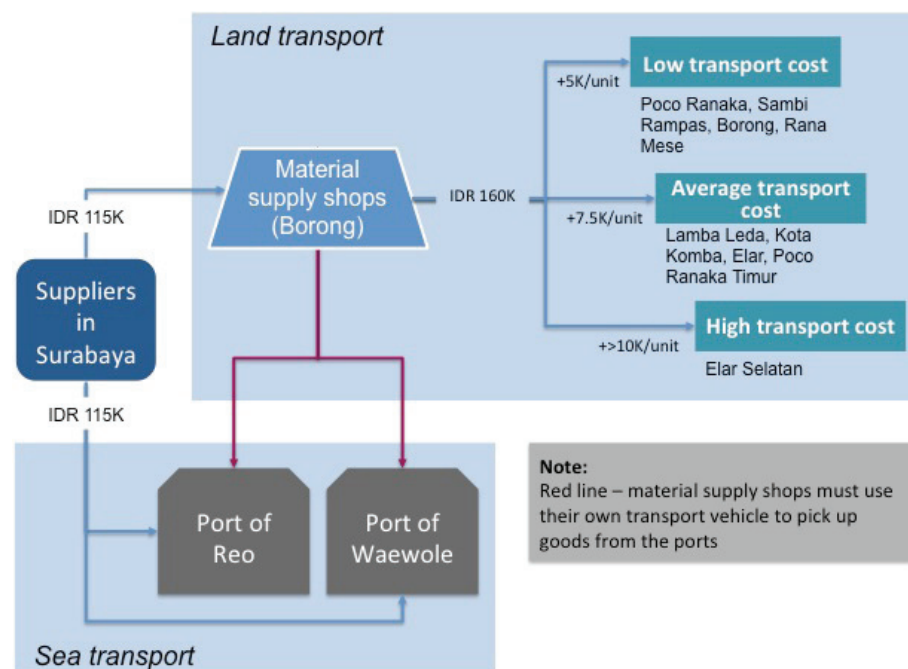 Land transport
Low transport cost
+5K/unit
Poco Ranaka, Sambi
Rampas, Borong, Rana
Mese
Material
supply shops
(Borong)
IDR 160K
Average transport
cost
+7.5K/unit
Lamba Leda, Kota
Komba, Elar, Poco
Ranaka Timur
IDR 115K
Suppliers
in
Surabaya
High transport cost
+>10K/unit
Elar Selatan
IDR 115K
Port of
Reo
Port of
Waewole
Note:
Red line – material supply shops must use
their own transport vehicle to pick up
goods from the ports
Sea transport